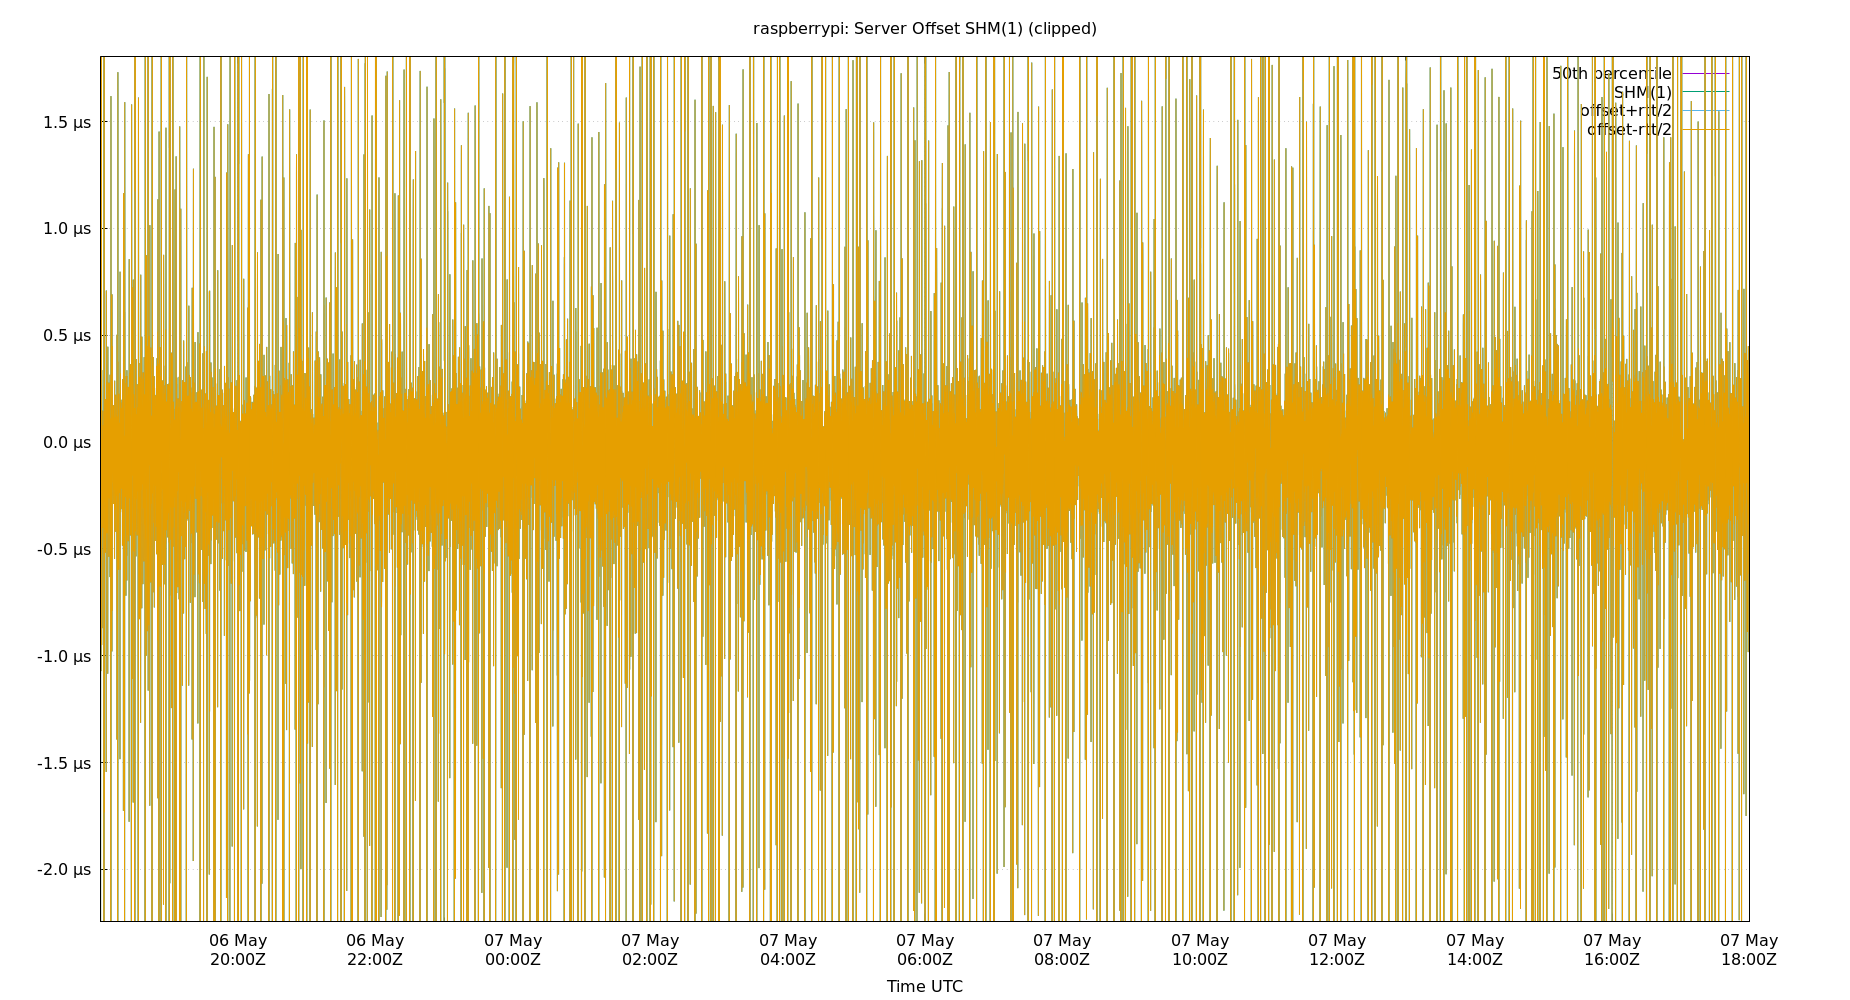 raspberrypi: Server Offset SHM(1) (clipped)
50th percentile
SHM(1)
offset+rtt/2
offset-rtt/2
1.5 µs
1.0 µs
0.5 µs
0.0 µs
-0.5 µs
-1.0 µs
-1.5 µs
-2.0 µs
06 May 06 May 07 May 07 May 07 May 07 May 07 May 07 May 07 May 07 May 07 May 07 May
20:00Z 22:00Z 00:00Z 02:00Z 04:00Z 06:00Z 08:00Z 10:00Z 12:00Z 14:00Z 16:00Z 18:00Z
Time UTC